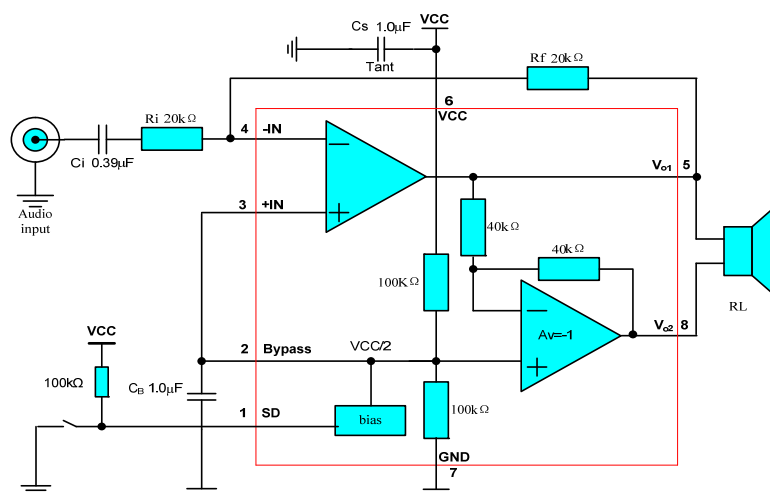 Cs 1.0μF
VCC
Tant
Rf 20kΩ
6
VCC
Ri 20kΩ
4 -IN
Ci 0.39μF
Vo1 5
Audio
input
3 +IN
40kΩ
40kΩ
100KΩ
RL
Av=-1
Vo2 8
VCC
2 Bypass
VCC/2
100kΩ
CB 1.0μF
1 SD
bias
100kΩ
GND
7